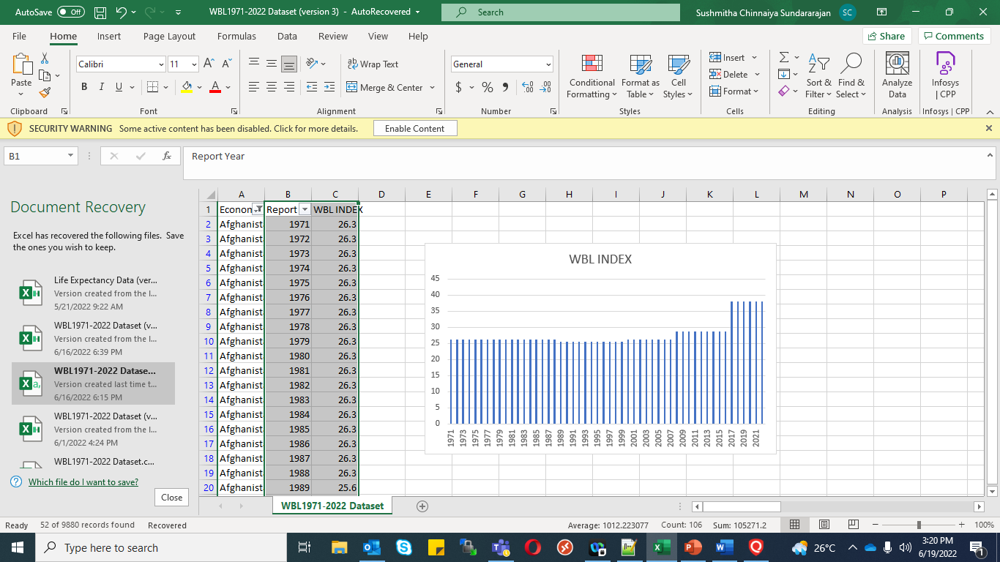 AutoSave Off WBL1971-2022 Dataset (version 3) - AutoRecovered Search Sushmitha Chinnaiya Sundararajan SC
File Home Insert Page Layout Formulas Data Review View Help Share Comments
Paste
Calibri 11
B I U A
Wrap Text
Merge & Center
General
$ % 9
Conditional Formatting
Format as Table
Cell Styles
Insert
Delete
Format
Sort & Filter
Find & Select
Analyze Data
Infosys | CPP
Clipboard Font Alignment Number Styles Cells Editing Analysis Infosys | CPP
SECURITY WARNING Some active content has been disabled. Click for more details. Enable Content
B1 fx Report Year
Document Recovery
Excel has recovered the following files. Save
the ones you wish to keep.
Life Expectancy Data (ver...
Version created from the l...
5/21/2022 9:22 AM
WBL1971-2022 Dataset (v...
Version created from the l...
6/16/2022 6:39 PM
WBL1971-2022 Datase...
Version created last time t...
6/16/2022 6:15 PM
WBL1971-2022 Dataset (v...
Version created from the l...
6/1/2022 4:24 PM
WBL1971-2022 Dataset.c...
Which file do I want to save?
Close
A B C D E F G H I J K L M N O P
1 Econom Report WBL INDEX
2 Afghanist 1971 26.3
3 Afghanist 1972 26.3
4 Afghanist 1973 26.3
5 Afghanist 1974 26.3
6 Afghanist 1975 26.3
7 Afghanist 1976 26.3
8 Afghanist 1977 26.3
9 Afghanist 1978 26.3
10 Afghanist 1979 26.3
11 Afghanist 1980 26.3
12 Afghanist 1981 26.3
13 Afghanist 1982 26.3
14 Afghanist 1983 26.3
15 Afghanist 1984 26.3
16 Afghanist 1985 26.3
17 Afghanist 1986 26.3
18 Afghanist 1987 26.3
19 Afghanist 1988 26.3
20 Afghanist 1989 25.6
WBL INDEX
45
40
35
30
25
20
15
10
5
0
1971 1973 1975 1977 1979 1981 1983 1985 1987 1989 1991 1993 1995 1997 1999 2001 2003 2005 2007 2009 2011 2013 2015 2017 2019 2021
WBL1971-2022 Dataset
Ready 52 of 9880 records found Recovered Average: 1012.223077 Count: 106 Sum: 105271.2 100%
Type here to search 26°C 3:20 PM
6/19/2022 1